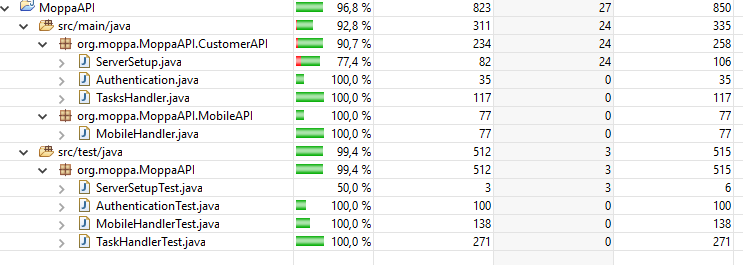 MoppaAPI 96,8 % 823 27 850
src/main/java 92,8 % 311 24 335
org.moppa.MoppaAPI.CustomerAPI 90,7 % 234 24 258
ServerSetup.java 77,4 % 82 24 106
Authentication.java 100,0 % 35 0 35
TasksHandler.java 100,0 % 117 0 117
org.moppa.MoppaAPI.MobileAPI 100,0 % 77 0 77
MobileHandler.java 100,0 % 77 0 77
src/test/java 99,4 % 512 3 515
org.moppa.MoppaAPI 99,4 % 512 3 515
ServerSetupTest.java 50,0 % 3 3 6
AuthenticationTest.java 100,0 % 100 0 100
MobileHandlerTest.java 100,0 % 138 0 138
TaskHandlerTest.java 100,0 % 271 0 271